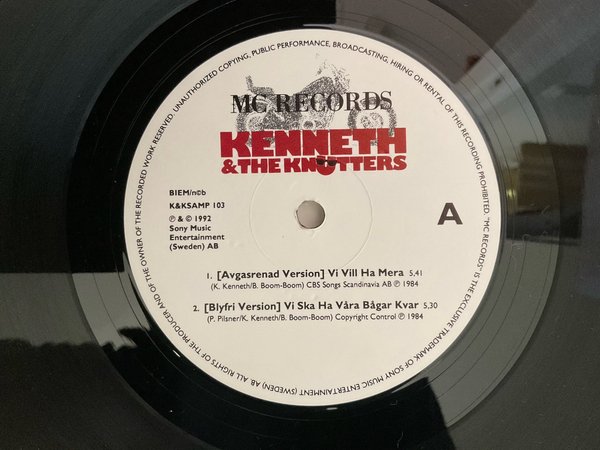 UNAUTHORIZED COPYING, PUBLIC PERFORMANCE, BROADCASTING, HIRING OR RENTAL OF THIS RECORDING PROHIBITED. "MC RECORDS" IS THE EXCLUSIVE TRADEMARK OF SONY MUSIC ENTERTAINMENT (SWEDEN) AB. ALL RIGHTS OF THE PRODUCER AND OF THE OWNER OF THE RECORDED WORK RESERVED.
MC RECORDS
KENNETH
& THE KNUTTERS
BIEM/n©b
K&KSAMP 103
℗ & © 1992
Sony Music
Entertainment
(Sweden) AB
A
1. [Avgasrenad Version] Vi Vill Ha Mera 5,41
(K. Kenneth/B. Boom-Boom) CBS Songs Scandinavia AB ℗ 1984
2. [Blyfri Version] Vi Ska Ha Våra Bågar Kvar 5,30
(P. Pilsner/K. Kenneth/B. Boom-Boom) Copyright Control ℗ 1984